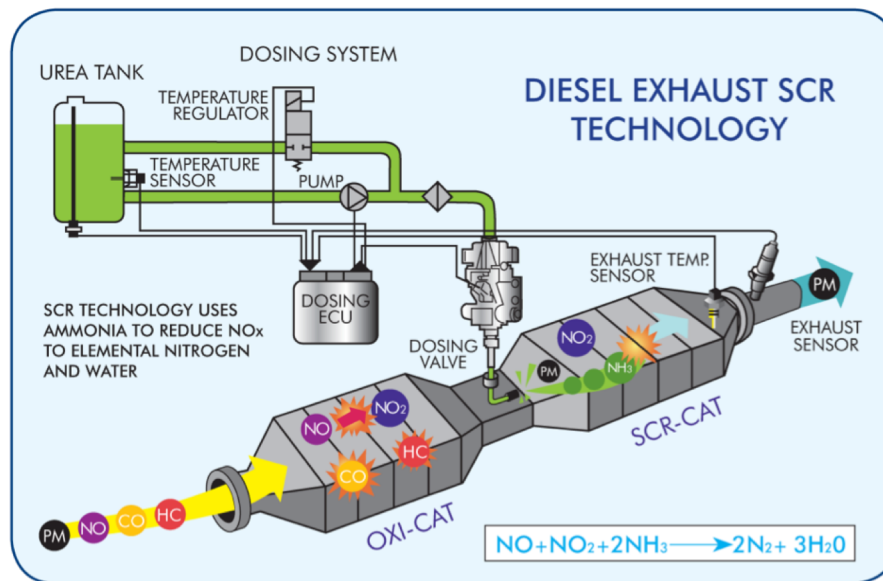 DIESEL EXHAUST SCR
TECHNOLOGY
DOSING SYSTEM
UREA TANK
TEMPERATURE
REGULATOR
TEMPERATURE
SENSOR
PUMP
DOSING
ECU
EXHAUST TEMP.
SENSOR
PM
EXHAUST
SENSOR
SCR TECHNOLOGY USES
AMMONIA TO REDUCE NOx
TO ELEMENTAL NITROGEN
AND WATER
DOSING
VALVE
NO2
PM
NH3
SCR-CAT
NO
NO2
CO
HC
OXI-CAT
PM
NO
CO
HC
NO+NO2+2NH3⟶2N2+ 3H20